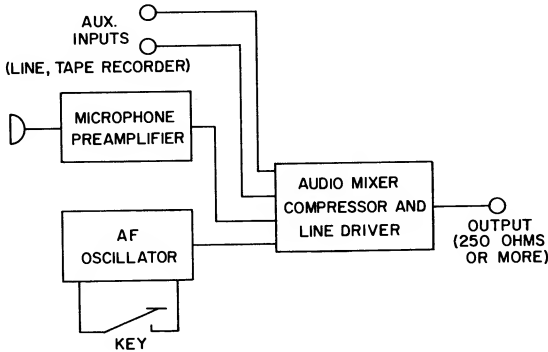 AUX.
INPUTS
(LINE, TAPE RECORDER)
MICROPHONE
PREAMPLIFIER
AF
OSCILLATOR
KEY
AUDIO MIXER
COMPRESSOR AND
LINE DRIVER
OUTPUT
(250 OHMS
OR MORE)